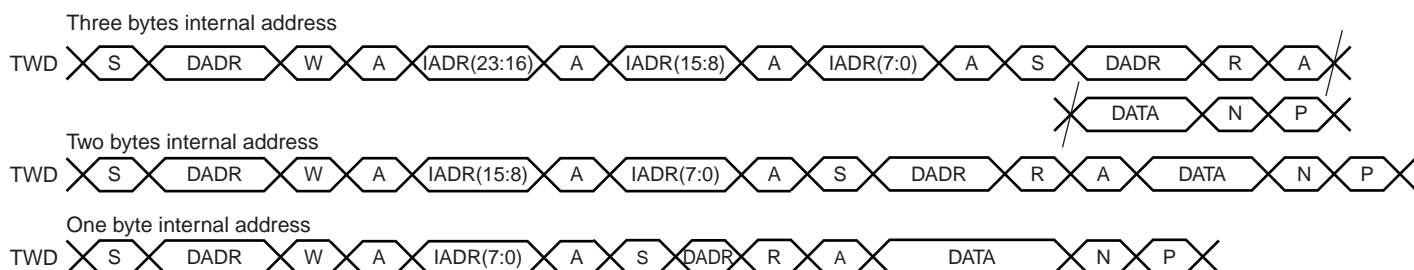 Three bytes internal address
TWD S DADR W A IADR(23:16) A IADR(15:8) A IADR(7:0) A S DADR R A
DATA N P
Two bytes internal address
TWD S DADR W A IADR(15:8) A IADR(7:0) A S DADR R A DATA N P
One byte internal address
TWD S DADR W A IADR(7:0) A S DADR R A DATA N P